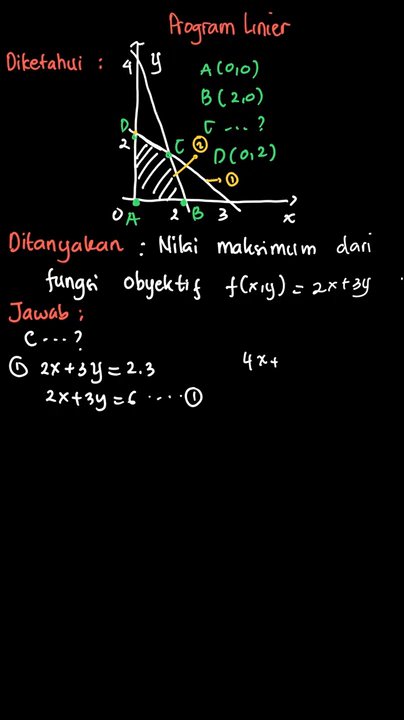 Program Linier
Diketahui :
4
y
D
2
C
②
①
0
A
2
B
3
x
A(0,0)
B(2,0)
C ...?
D(0,2)
Ditanyakan : Nilai maksimum dari
fungsi obyektif f(x,y) = 2x+3y
Jawab :
C ...?
① 2x+3y = 2.3
2x+3y = 6 .... ①
4x+